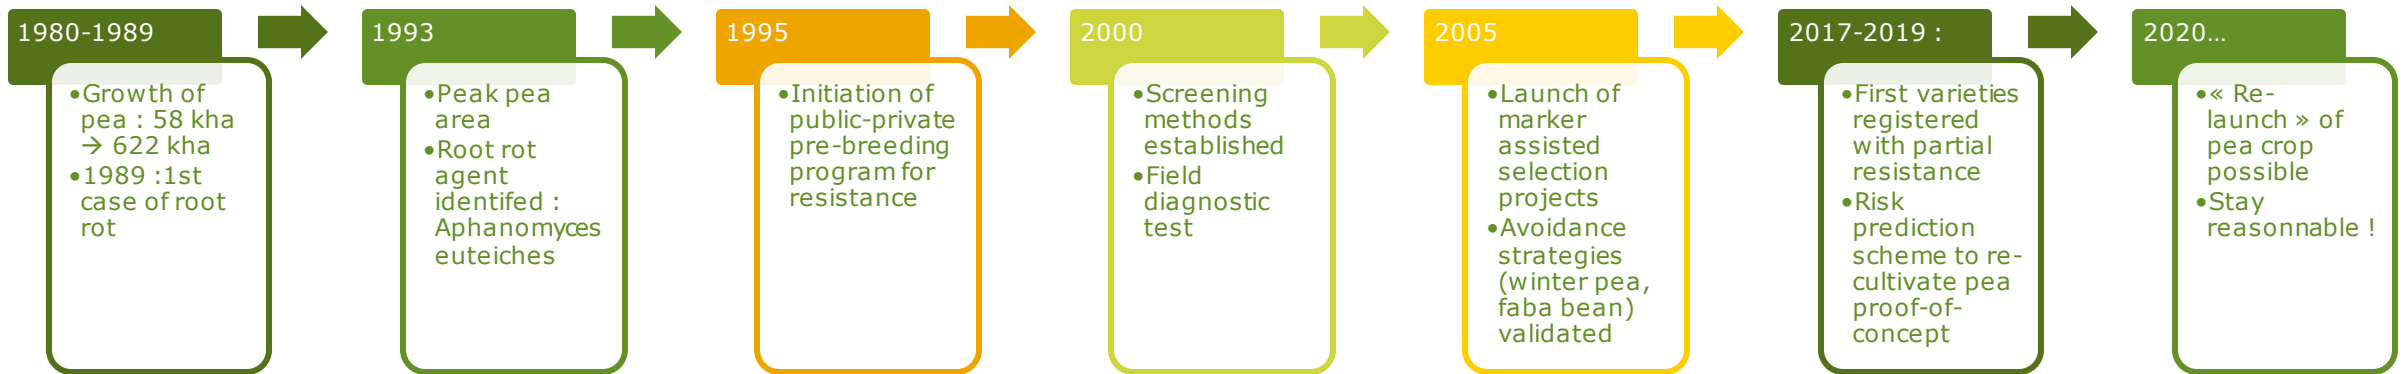 1980-1989
•Growth of
pea : 58 kha
→ 622 kha
•1989 :1st
case of root
rot
1993
•Peak pea
area
•Root rot
agent
identifed :
Aphanomyces
euteiches
1995
•Initiation of
public-private
pre-breeding
program for
resistance
2000
•Screening
methods
established
•Field
diagnostic
test
2005
•Launch of
marker
assisted
selection
projects
•Avoidance
strategies
(winter pea,
faba bean)
validated
2017-2019 :
•First varieties
registered
with partial
resistance
•Risk
prediction
scheme to re-
cultivate pea
proof-of-
concept
2020…
•« Re-
launch » of
pea crop
possible
•Stay
reasonnable !